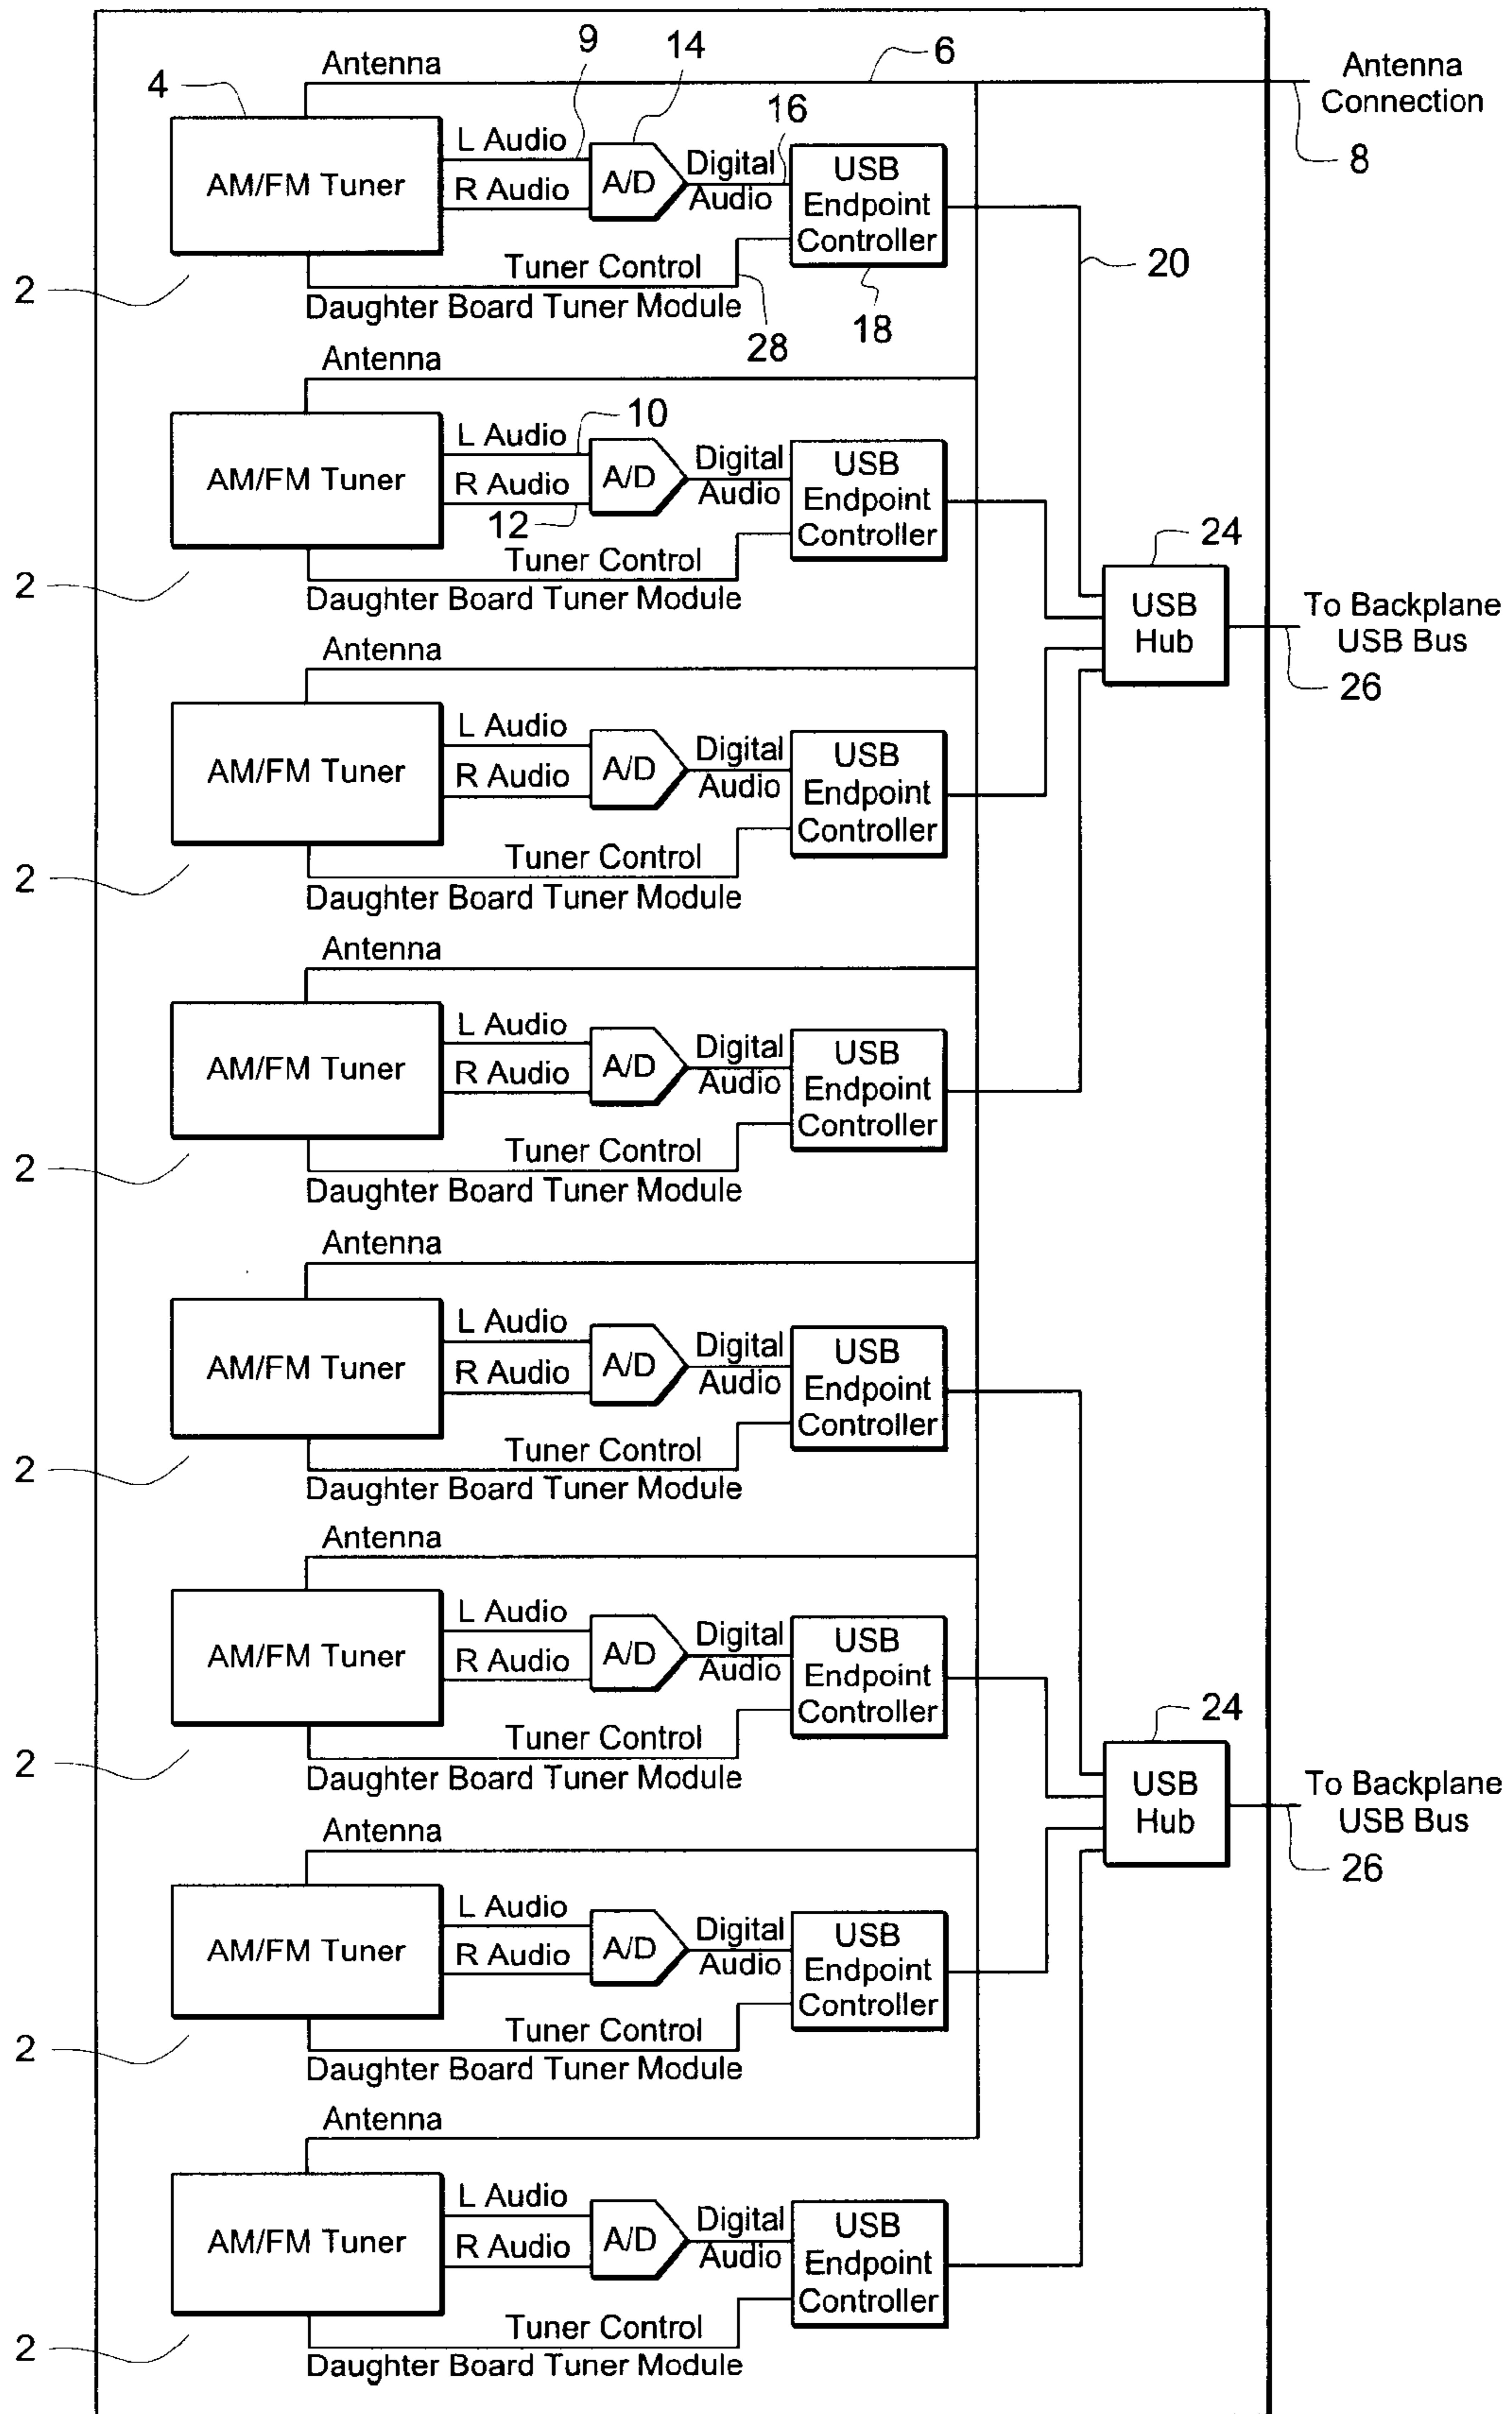 Antenna
9
14
6
Antenna
Connection
8
4
AM/FM Tuner
L Audio
R Audio
A/D
Digital
Audio
16
USB
Endpoint
Controller
18
20
Tuner Control
28
Daughter Board Tuner Module
2
Antenna
AM/FM Tuner
L Audio
10
R Audio
12
A/D
Digital
Audio
USB
Endpoint
Controller
Tuner Control
Daughter Board Tuner Module
2
24
USB
Hub
To Backplane
USB Bus
26
Antenna
AM/FM Tuner
L Audio
R Audio
A/D
Digital
Audio
USB
Endpoint
Controller
Tuner Control
Daughter Board Tuner Module
2
Antenna
AM/FM Tuner
L Audio
R Audio
A/D
Digital
Audio
USB
Endpoint
Controller
Tuner Control
Daughter Board Tuner Module
2
Antenna
AM/FM Tuner
L Audio
R Audio
A/D
Digital
Audio
USB
Endpoint
Controller
Tuner Control
Daughter Board Tuner Module
2
Antenna
AM/FM Tuner
L Audio
R Audio
A/D
Digital
Audio
USB
Endpoint
Controller
Tuner Control
Daughter Board Tuner Module
2
24
USB
Hub
To Backplane
USB Bus
26
Antenna
AM/FM Tuner
L Audio
R Audio
A/D
Digital
Audio
USB
Endpoint
Controller
Tuner Control
Daughter Board Tuner Module
2
Antenna
AM/FM Tuner
L Audio
R Audio
A/D
Digital
Audio
USB
Endpoint
Controller
Tuner Control
Daughter Board Tuner Module
2